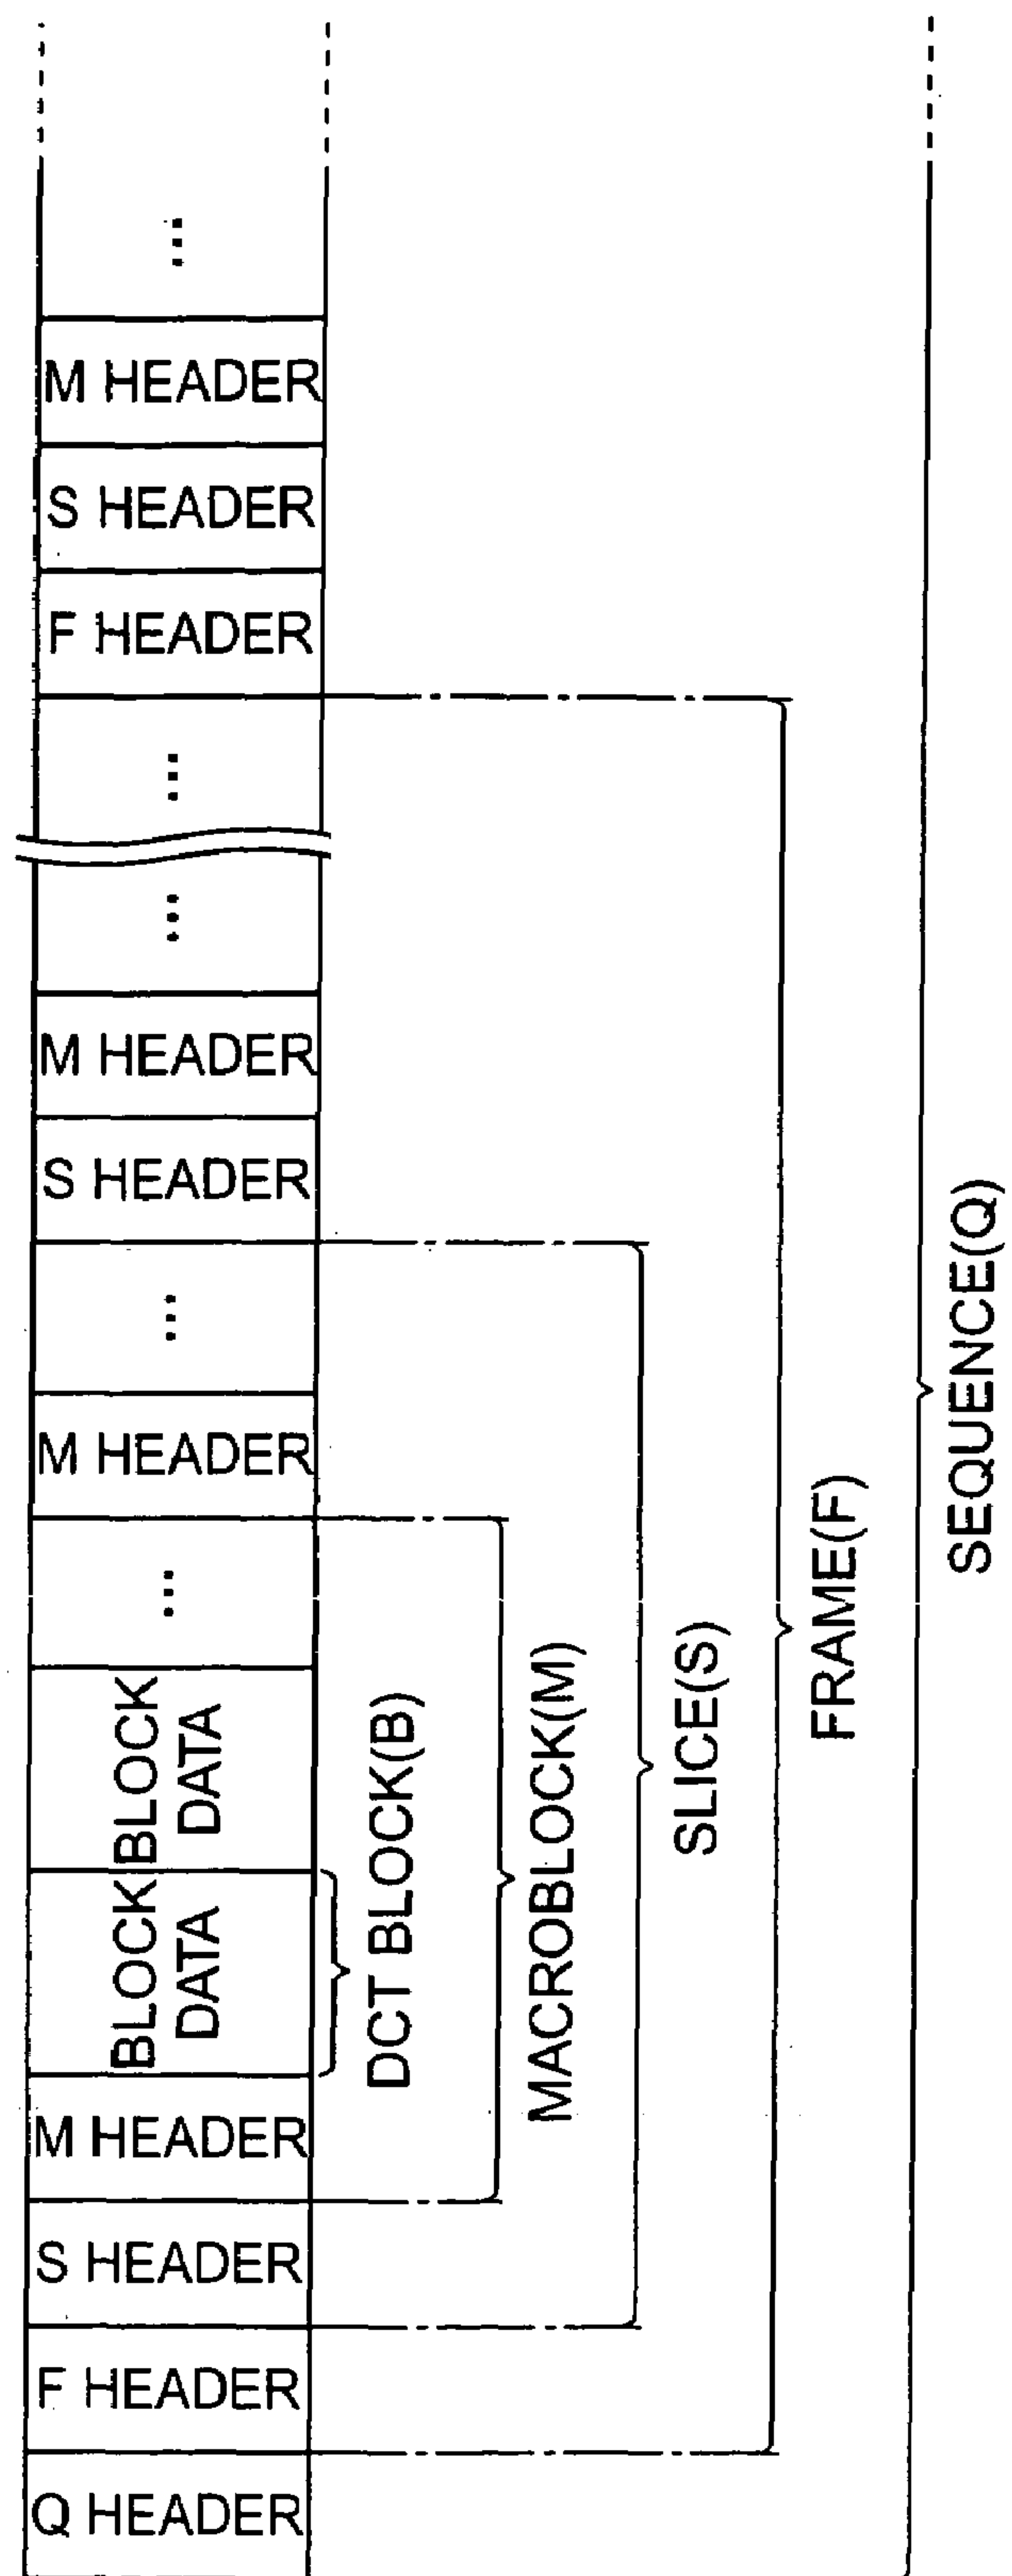 ...
M HEADER
S HEADER
F HEADER
...
...
M HEADER
S HEADER
...
M HEADER
...
BLOCK
DATA
BLOCK
DATA
M HEADER
S HEADER
F HEADER
Q HEADER
DCT BLOCK(B)
MACROBLOCK(M)
SLICE(S)
FRAME(F)
SEQUENCE(Q)